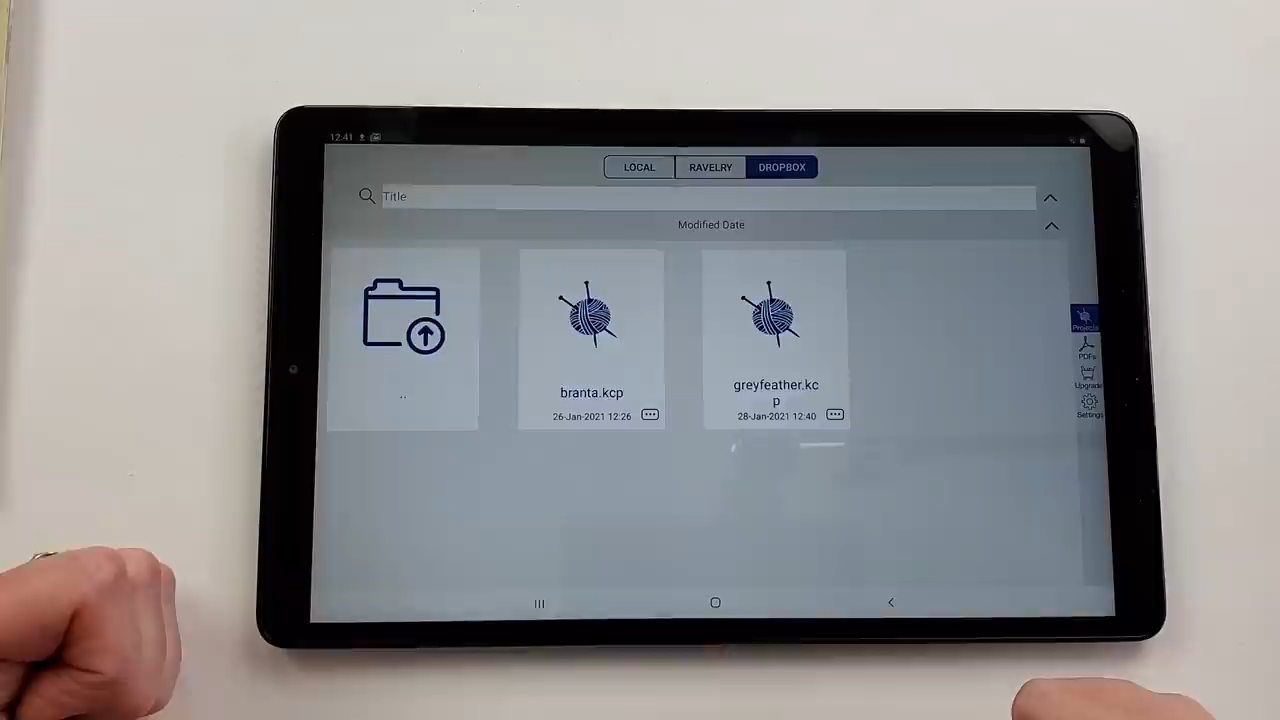 12:41
LOCAL RAVELRY DROPBOX
Title
Modified Date
..
branta.kcp
26-Jan-2021 12:26
greyfeather.kc
p
28-Jan-2021 12:40
Projects
PDFs
Upgrade
Settings